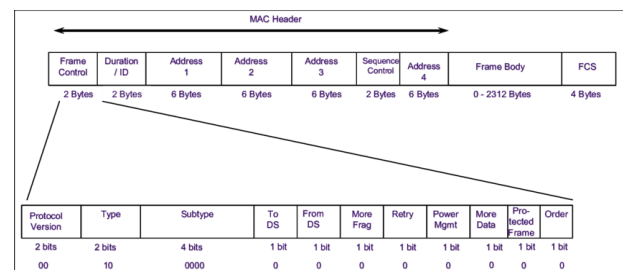 MAC Header
Frame Control Duration / ID Address 1 Address 2 Address 3 Sequence Control Address 4 Frame Body FCS
2 Bytes 2 Bytes 6 Bytes 6 Bytes 6 Bytes 2 Bytes 6 Bytes 0 - 2312 Bytes 4 Bytes
Protocol Version Type Subtype To DS From DS More Frag Retry Power Mgmt More Data Pro- tected Frame Order
2 bits 2 bits 4 bits 1 bit 1 bit 1 bit 1 bit 1 bit 1 bit 1 bit 1 bit
00 10 0000 0 0 0 0 0 0 0 0